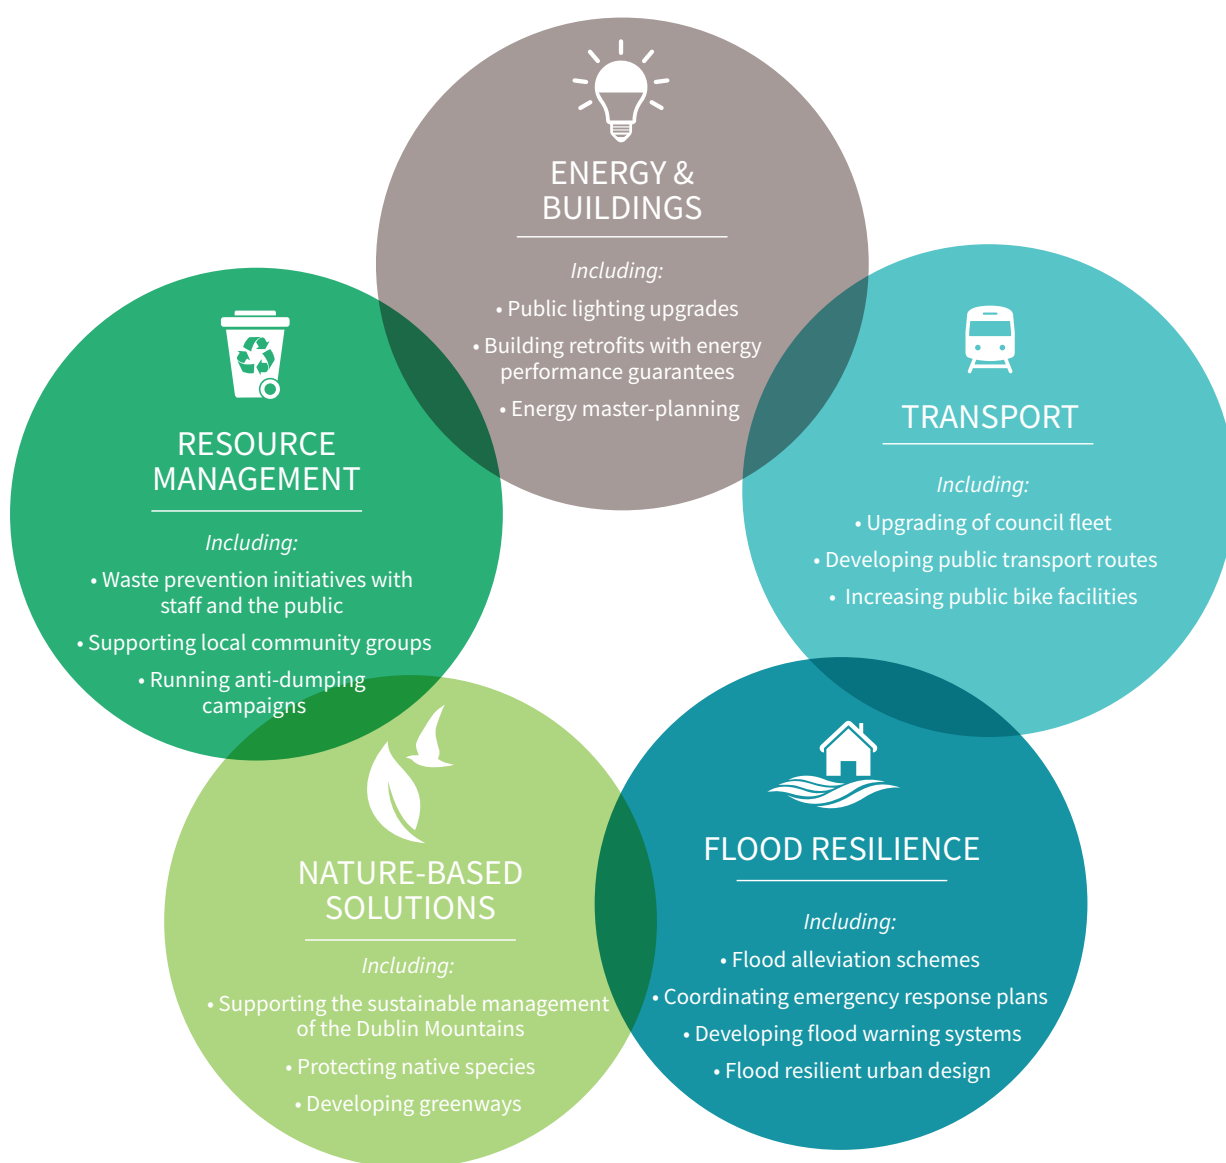 ENERGY &
BUILDINGS
Including:
• Public lighting upgrades
• Building retrofits with energy
performance guarantees
• Energy master-planning
RESOURCE
MANAGEMENT
Including:
• Waste prevention initiatives with
staff and the public
• Supporting local community groups
• Running anti-dumping
campaigns
TRANSPORT
Including:
• Upgrading of council fleet
• Developing public transport routes
• Increasing public bike facilities
NATURE-BASED
SOLUTIONS
Including:
• Supporting the sustainable management
of the Dublin Mountains
• Protecting native species
• Developing greenways
FLOOD RESILIENCE
Including:
• Flood alleviation schemes
• Coordinating emergency response plans
• Developing flood warning systems
• Flood resilient urban design